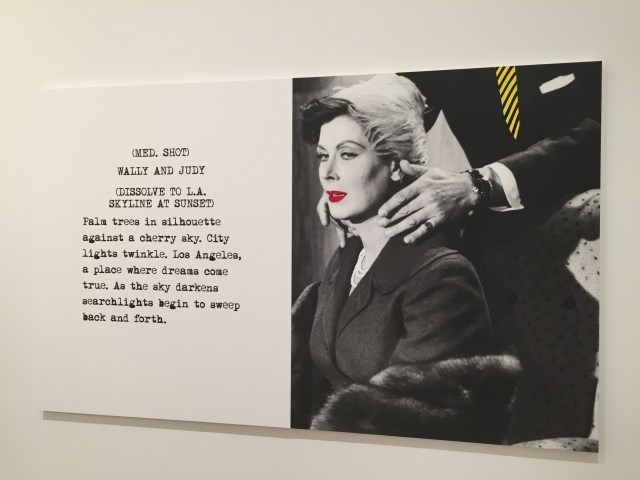 (MED. SHOT)
WALLY AND JUDY
(DISSOLVE TO L.A.
SKYLINE AT SUNSET)
Palm trees in silhouette
against a cherry sky. City
lights twinkle. Los Angeles,
a place where dreams come
true. As the sky darkens
searchlights begin to sweep
back and forth.